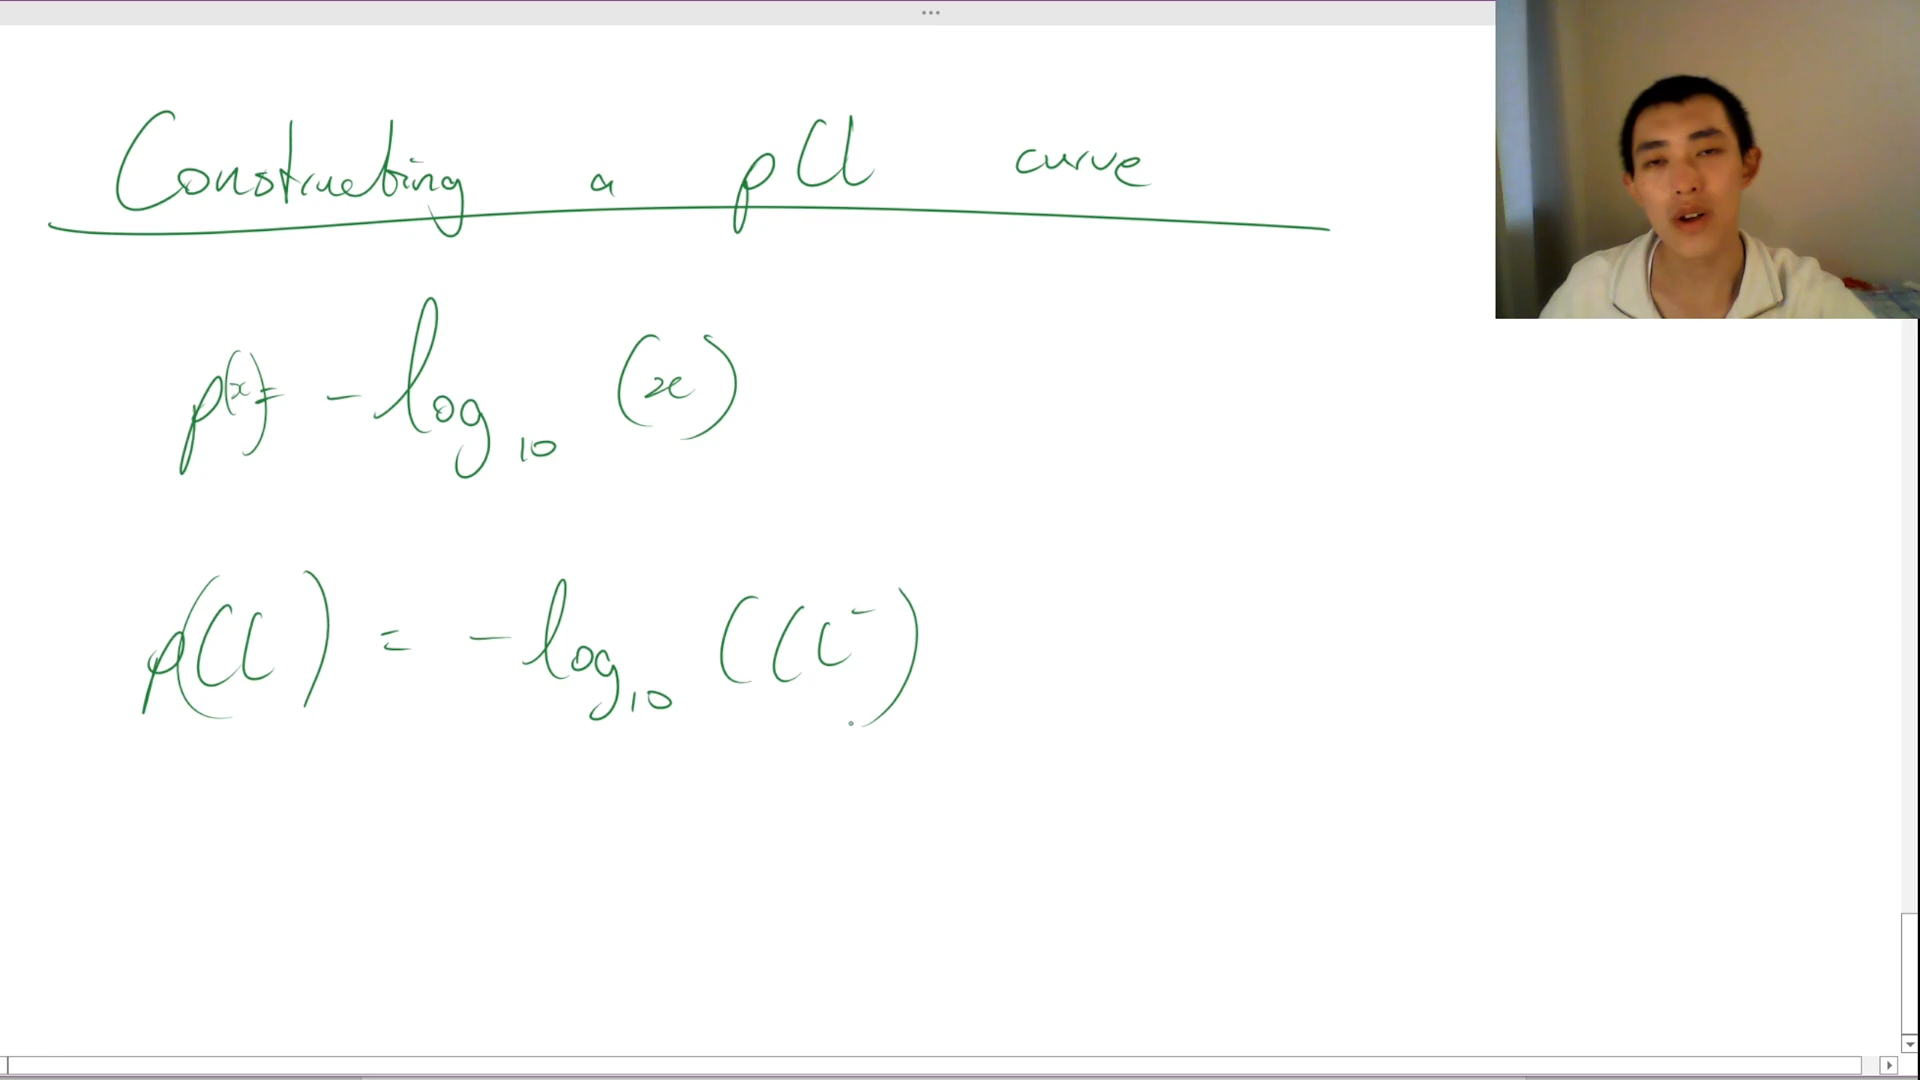 Constructing a pCl curve
p(x) = -log10 (x)
p(Cl) = -log10 (Cl-)